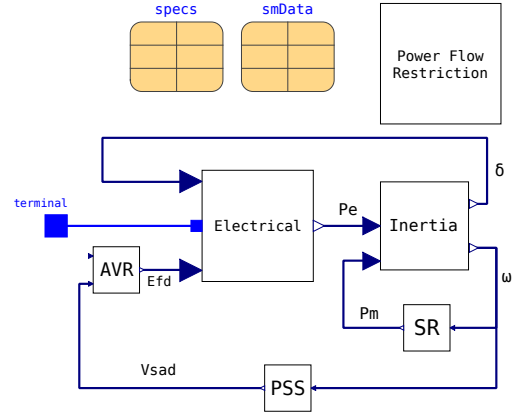 specs
smData
Power Flow
Restriction
δ
terminal
Pe
Electrical
Inertia
AVR
Efd
ω
Pm
SR
Vsad
PSS